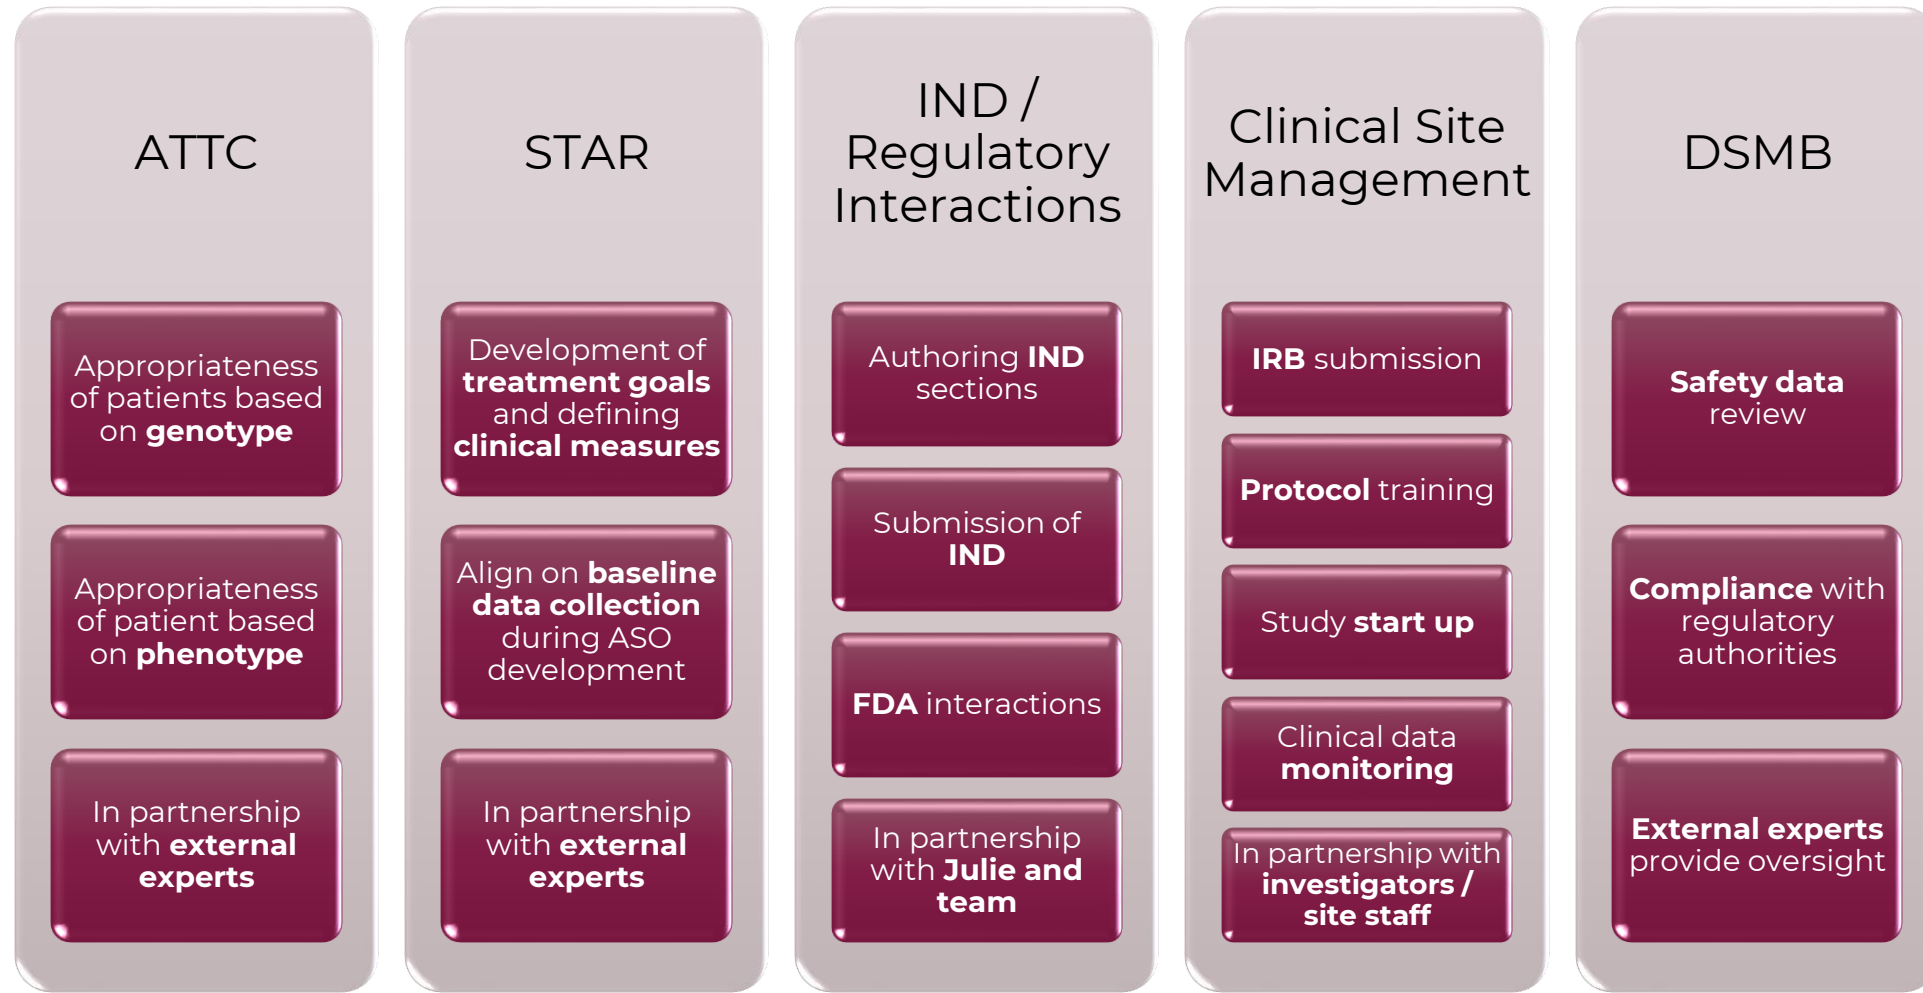 ATTC
Appropriateness
of patients based
on genotype
Appropriateness
of patient based
on phenotype
In partnership
with external
experts
STAR
Development of
treatment goals
and defining
clinical measures
Align on baseline
data collection
during ASO
development
In partnership
with external
experts
IND /
Regulatory
Interactions
Authoring IND
sections
Submission of
IND
FDA interactions
In partnership
with Julie and
team
Clinical Site
Management
IRB submission
Protocol training
Study start up
Clinical data
monitoring
In partnership with
investigators /
site staff
DSMB
Safety data
review
Compliance with
regulatory
authorities
External experts
provide oversight